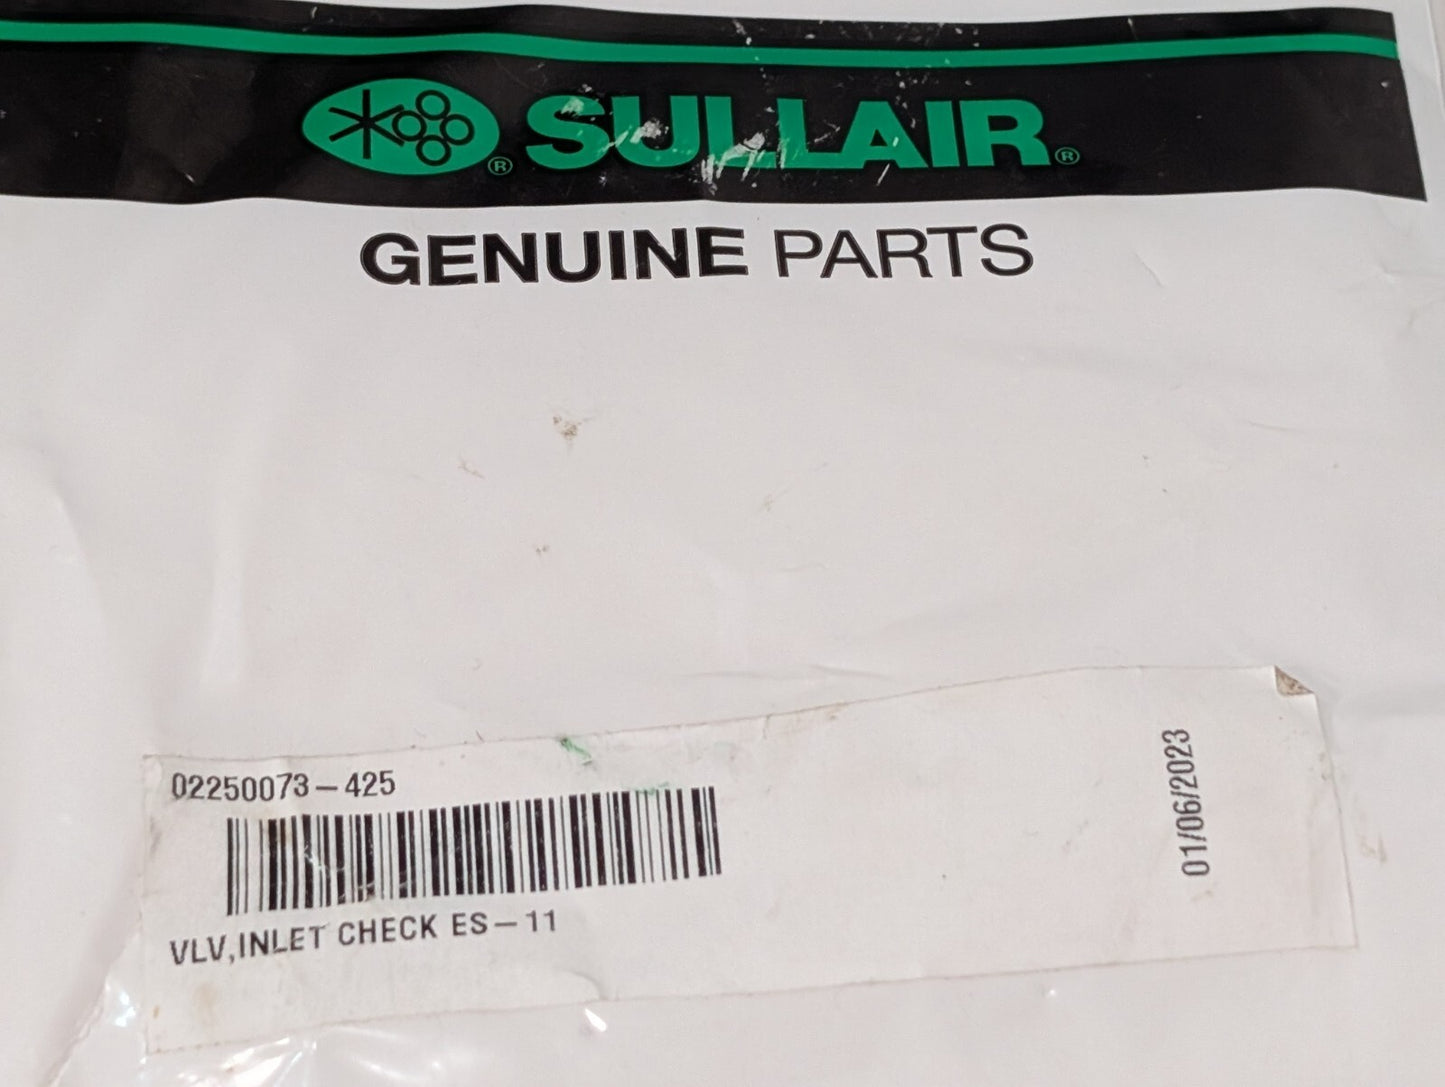 SULLAIR®
GENUINE PARTS
02250073-425
VLV,INLET CHECK ES-11
01/06/2023